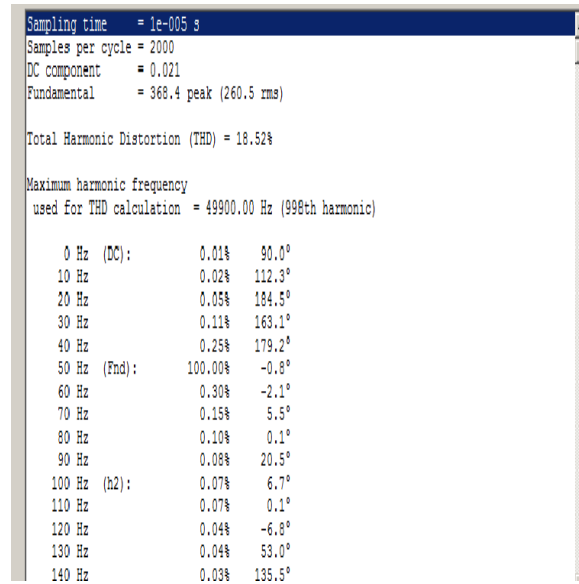 Sampling time = 1e-005 s
Samples per cycle = 2000
DC component = 0.021
Fundamental = 368.4 peak (260.5 rms)
Total Harmonic Distortion (THD) = 18.52%
Maximum harmonic frequency
used for THD calculation = 49900.00 Hz (998th harmonic)
0 Hz (DC): 0.01% 90.0°
10 Hz 0.02% 112.3°
20 Hz 0.05% 184.5°
30 Hz 0.11% 163.1°
40 Hz 0.25% 179.2°
50 Hz (Fnd): 100.00% -0.8°
60 Hz 0.30% -2.1°
70 Hz 0.15% 5.5°
80 Hz 0.10% 0.1°
90 Hz 0.08% 20.5°
100 Hz (h2): 0.07% 6.7°
110 Hz 0.07% 0.1°
120 Hz 0.04% -6.8°
130 Hz 0.04% 53.0°
140 Hz 0.03% 135.5°